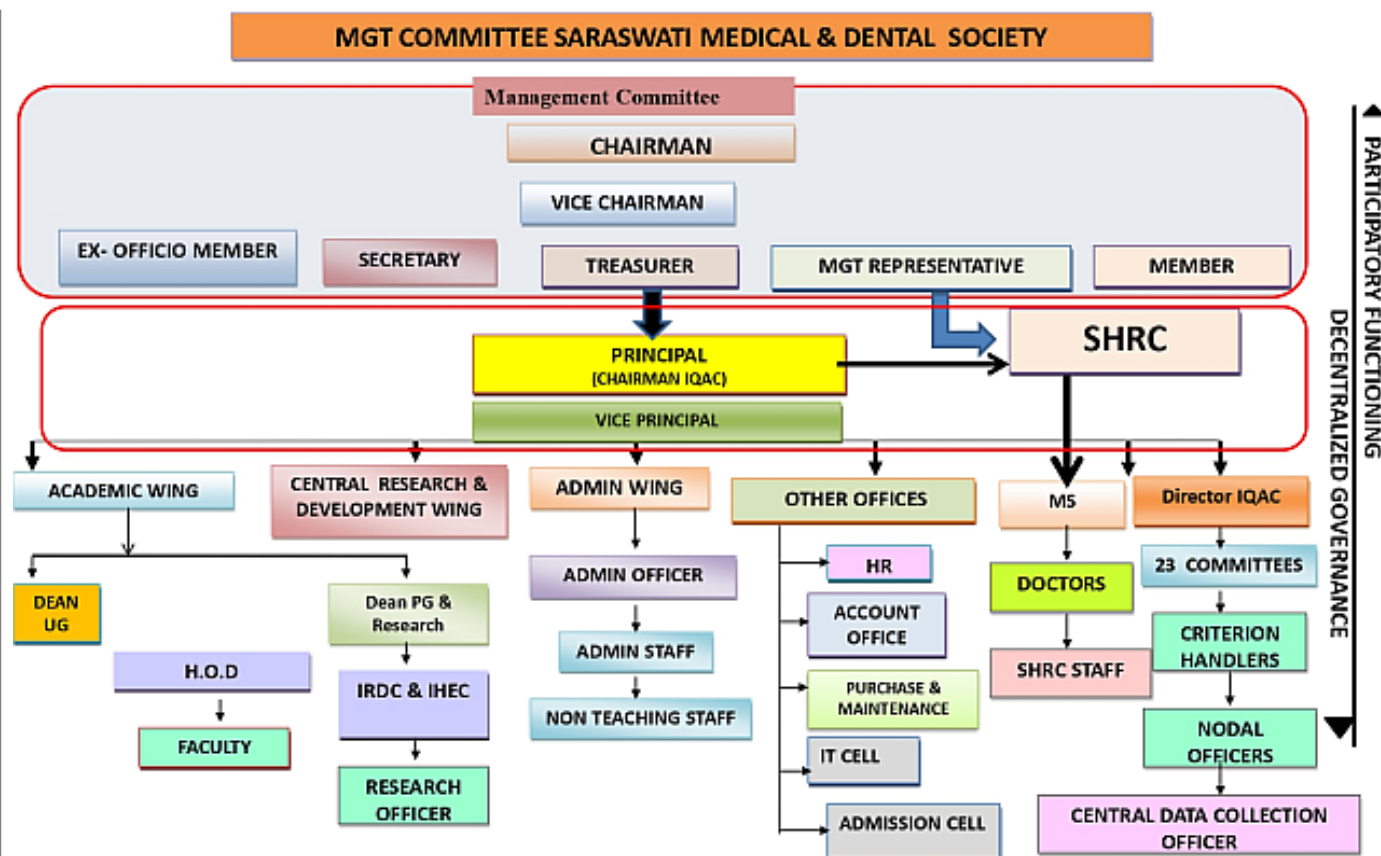 MGT COMMITTEE SARASWATI MEDICAL & DENTAL SOCIETY
Management Committee
CHAIRMAN
VICE CHAIRMAN
EX- OFFICIO MEMBER
SECRETARY
TREASURER
MGT REPRESENTATIVE
MEMBER
PRINCIPAL
(CHAIRMAN IQAC)
SHRC
VICE PRINCIPAL
ACADEMIC WING
CENTRAL RESEARCH &
DEVELOPMENT WING
ADMIN WING
OTHER OFFICES
MS
Director IQAC
DEAN
UG
Dean PG &
Research
H.O.D
FACULTY
IRDC & IHEC
RESEARCH
OFFICER
ADMIN OFFICER
ADMIN STAFF
NON TEACHING STAFF
HR
ACCOUNT
OFFICE
PURCHASE &
MAINTENANCE
IT CELL
ADMISSION CELL
DOCTORS
SHRC STAFF
23 COMMITTEES
CRITERION
HANDLERS
NODAL
OFFICERS
CENTRAL DATA COLLECTION
OFFICER
PARTICIPATORY FUNCTIONING
DECENTRALIZED GOVERNANCE